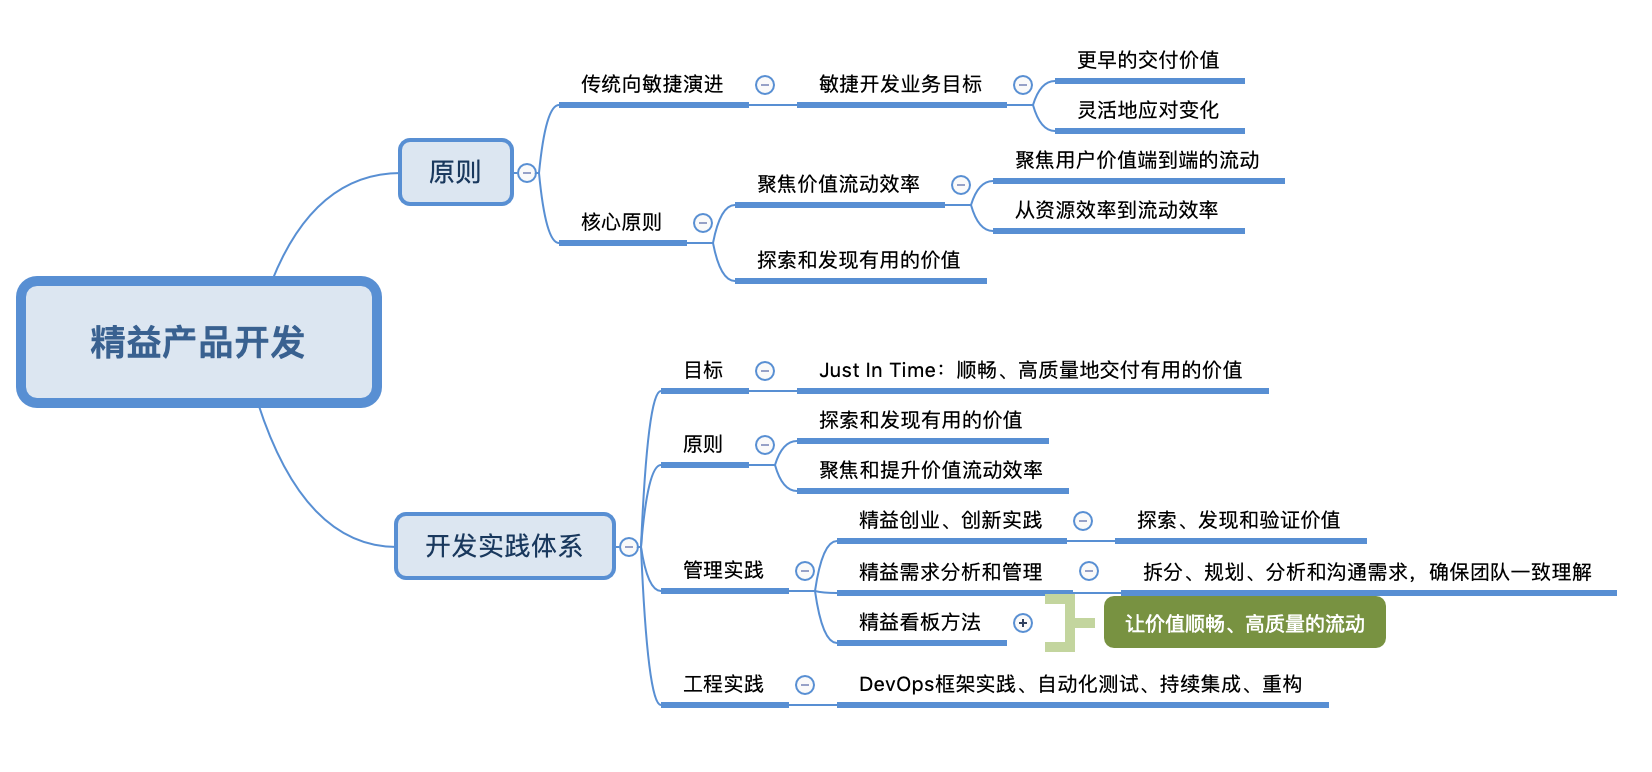 精益产品开发
原则
传统向敏捷演进
敏捷开发业务目标
更早的交付价值
灵活地应对变化
核心原则
聚焦价值流动效率
聚焦用户价值端到端的流动
从资源效率到流动效率
探索和发现有用的价值
开发实践体系
目标
Just In Time：顺畅、高质量地交付有用的价值
原则
探索和发现有用的价值
聚焦和提升价值流动效率
管理实践
精益创业、创新实践
探索、发现和验证价值
精益需求分析和管理
拆分、规划、分析和沟通需求，确保团队一致理解
精益看板方法
让价值顺畅、高质量的流动
工程实践
DevOps框架实践、自动化测试、持续集成、重构